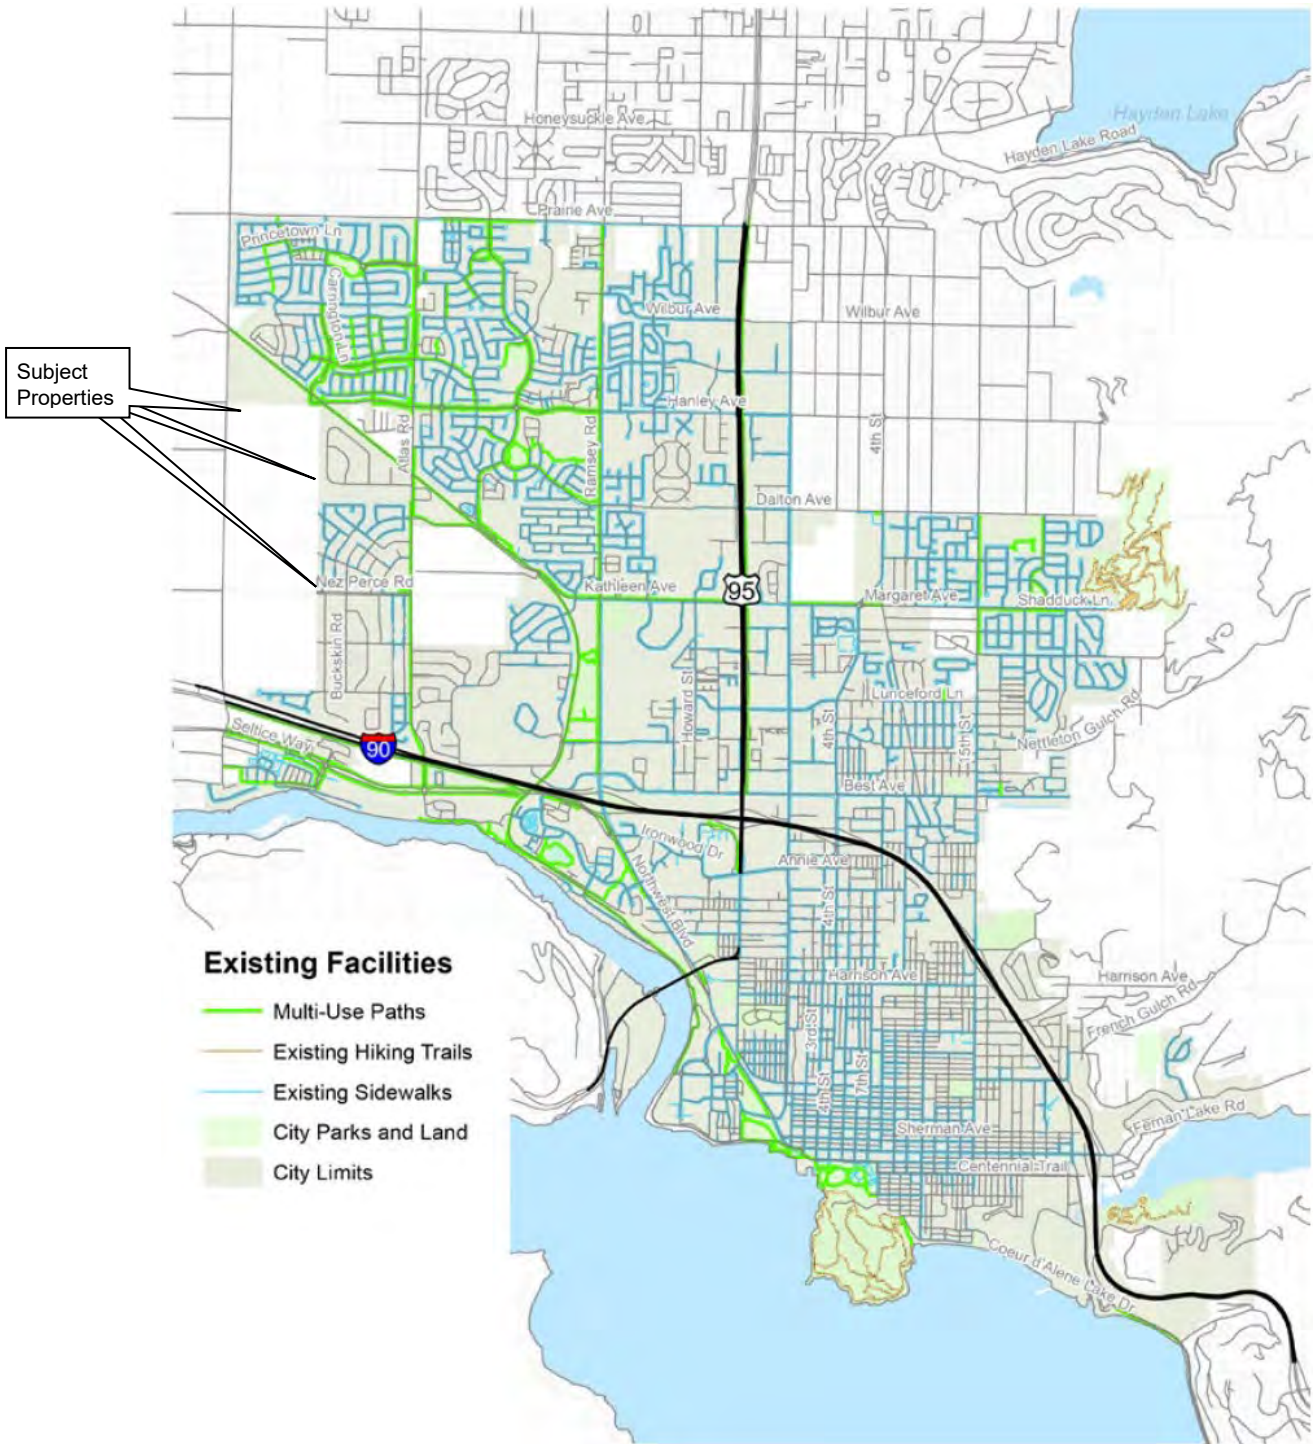 Hayden Lake
Honeysuckle Ave
Hayden Lake Road
Prairie Ave
Princetown Ln
Carrington Ln
Wilbur Ave
Wilbur Ave
Subject
Properties
Hanley Ave
Atlas Rd
Ramsey Rd
4th St
Dalton Ave
Nez Perce Rd
Kathleen Ave
95
Margaret Ave
Shadduck Ln
Buckskin Rd
Howard St
Lunceford Ln
4th St
15th St
Nettleton Gulch Rd
Seltice Way
90
Best Ave
Ironwood Dr
Annie Ave
Northwest Blvd
4th St
Existing Facilities
Harrison Ave
Harrison Ave
French Gulch Rd
Multi-Use Paths
3rd St
Existing Hiking Trails
7th St
4th St
Existing Sidewalks
Fernan Lake Rd
City Parks and Land
Sherman Ave
City Limits
Centennial Trail
Coeur d'Alene Lake Dr